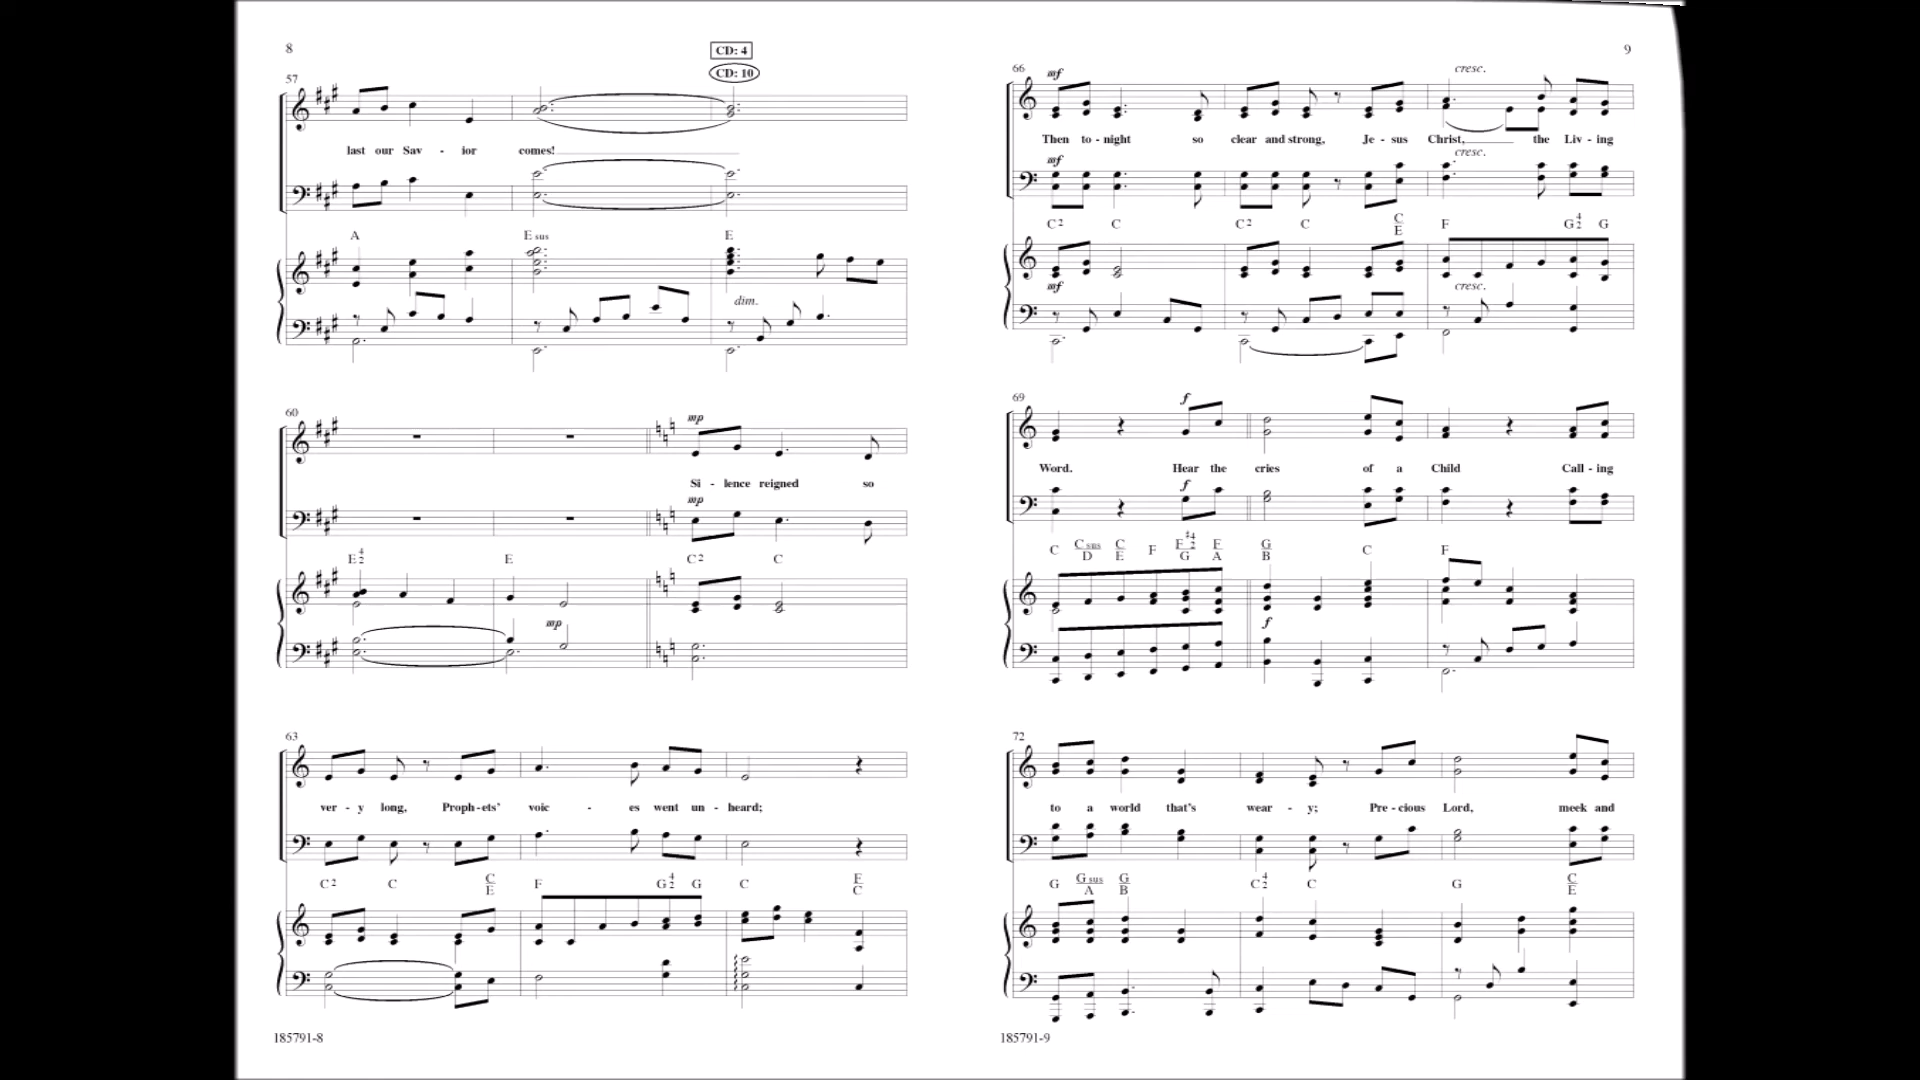 8
CD: 4
CD: 10
57
last our Sav - ior comes!
A E sus E
dim.
60
mp
Si - lence reigned so
mp
E 4 2 E C 2 C
mp
63
ver - y long, Proph - ets' voic - es went un - heard;
C 2 C C/E F G 4 2 G C F/C
185791-8
9
66
mf cresc.
Then to - night so clear and strong, Je - sus Christ, the Liv - ing
mf cresc.
C 2 C C 2 C C/E F G 4 2 G
mf cresc.
69
f
Word. Hear the cries of a Child Call - ing
f
C C sus/D C/E F F ♯4 2/G F/A G/B C F
f
72
to a world that's wear - y; Pre - cious Lord, meek and
G G sus/A G/B C 4 2 C G C/E
185791-9